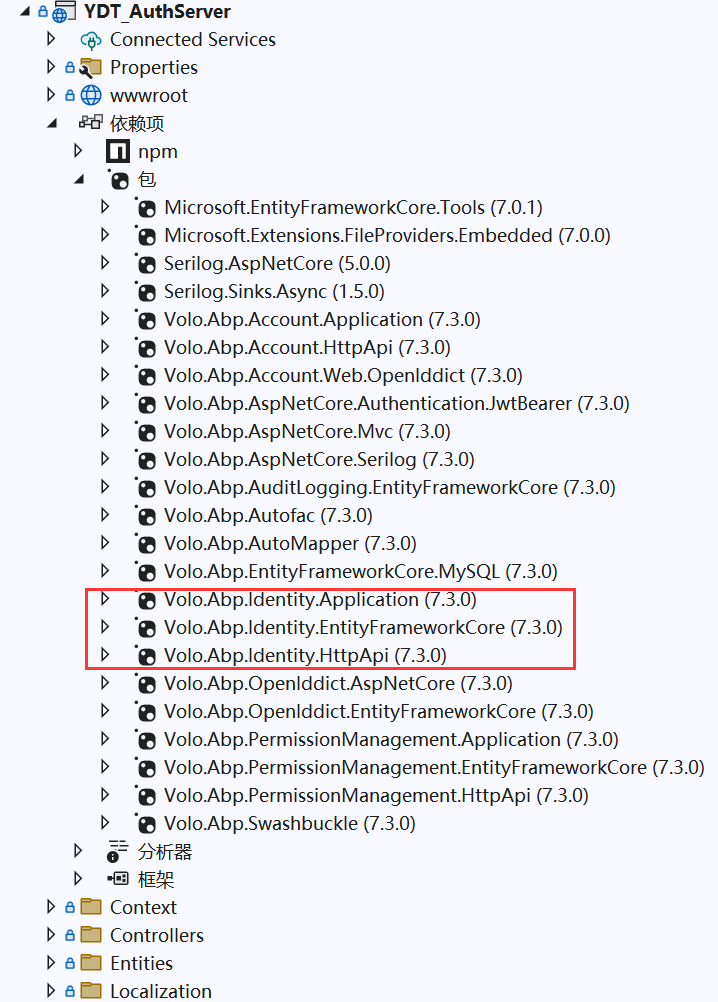 YDT_AuthServer
Connected Services
Properties
wwwroot
依赖项
npm
包
Microsoft.EntityFrameworkCore.Tools (7.0.1)
Microsoft.Extensions.FileProviders.Embedded (7.0.0)
Serilog.AspNetCore (5.0.0)
Serilog.Sinks.Async (1.5.0)
Volo.Abp.Account.Application (7.3.0)
Volo.Abp.Account.HttpApi (7.3.0)
Volo.Abp.Account.Web.OpenIddict (7.3.0)
Volo.Abp.AspNetCore.Authentication.JwtBearer (7.3.0)
Volo.Abp.AspNetCore.Mvc (7.3.0)
Volo.Abp.AspNetCore.Serilog (7.3.0)
Volo.Abp.AuditLogging.EntityFrameworkCore (7.3.0)
Volo.Abp.Autofac (7.3.0)
Volo.Abp.AutoMapper (7.3.0)
Volo.Abp.EntityFrameworkCore.MySQL (7.3.0)
Volo.Abp.Identity.Application (7.3.0)
Volo.Abp.Identity.EntityFrameworkCore (7.3.0)
Volo.Abp.Identity.HttpApi (7.3.0)
Volo.Abp.OpenIddict.AspNetCore (7.3.0)
Volo.Abp.OpenIddict.EntityFrameworkCore (7.3.0)
Volo.Abp.PermissionManagement.Application (7.3.0)
Volo.Abp.PermissionManagement.EntityFrameworkCore (7.3.0)
Volo.Abp.PermissionManagement.HttpApi (7.3.0)
Volo.Abp.Swashbuckle (7.3.0)
分析器
框架
Context
Controllers
Entities
Localization